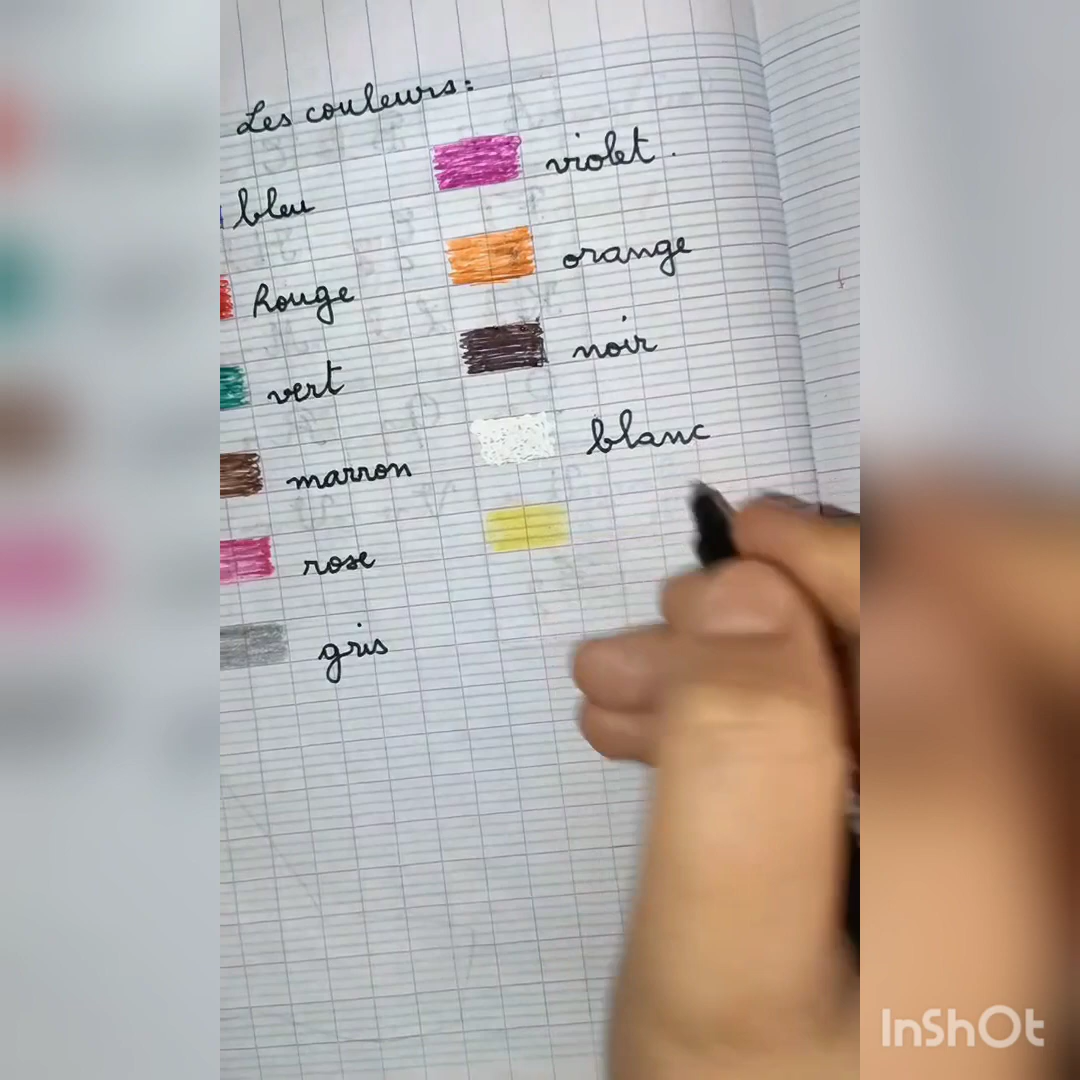 Les couleurs:
bleu
Rouge
vert
marron
rose
gris
violet.
orange
noir
blanc
InShOt